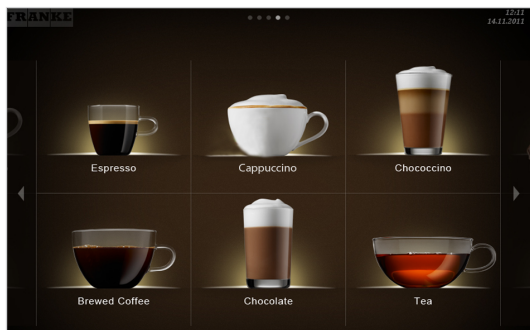 FRANKE
12:11
14.11.2011
Espresso
Cappuccino
Chococcino
Brewed Coffee
Chocolate
Tea